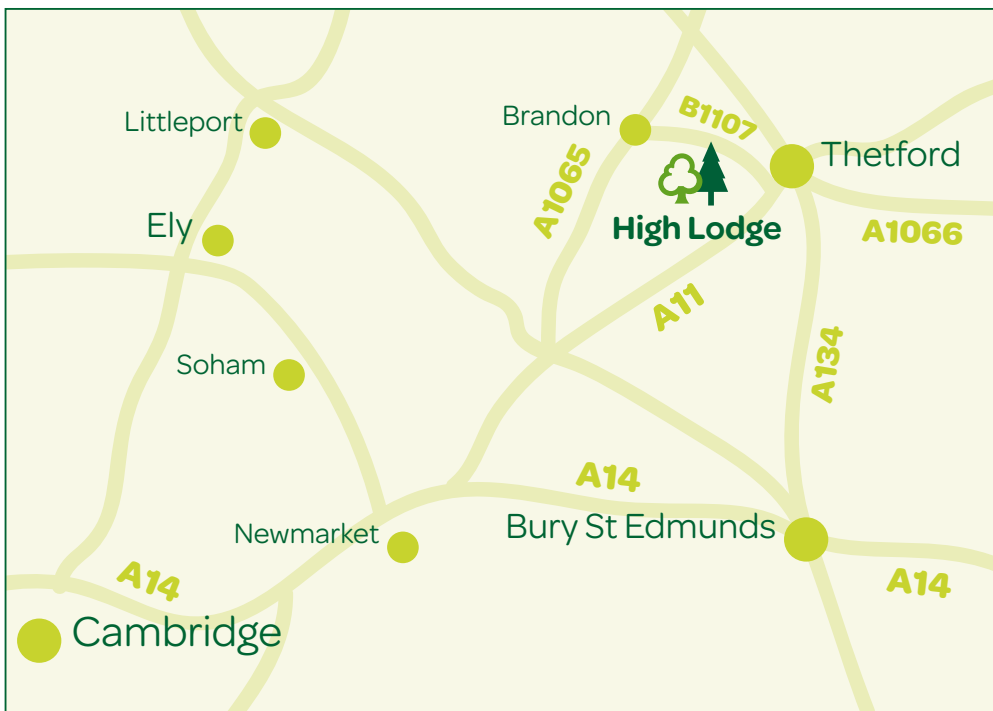 Littleport
Brandon
B1107
Thetford
A1065
High Lodge
Ely
A1066
A11
Soham
A134
A14
Bury St Edmunds
Newmarket
A14
A14
Cambridge